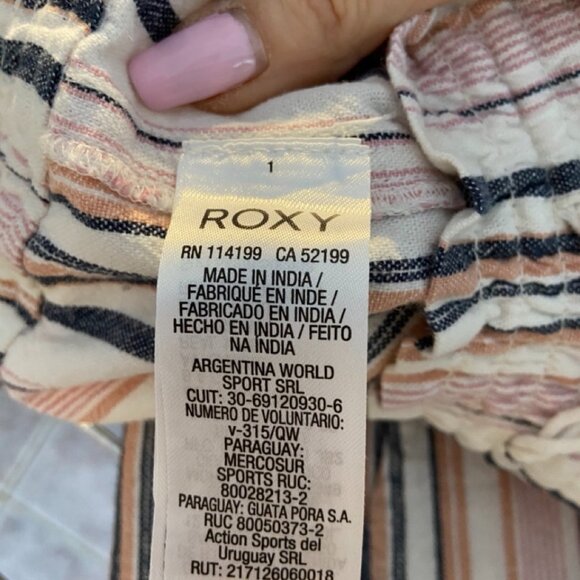 1
ROXY
RN 114199 CA 52199
MADE IN INDIA /
FABRIQUÉ EN INDE /
FABRICADO EN INDIA /
HECHO EN INDIA / FEITO
NA INDIA
ARGENTINA WORLD
SPORT SRL
CUIT: 30-69120930-6
NUMERO DE VOLUNTARIO:
v-315/QW
PARAGUAY:
MERCOSUR
SPORTS RUC:
80028213-2
PARAGUAY: GUATA PORA S.A.
RUC 80050373-2
Action Sports del
Uruguay SRL
RUT: 217126060018